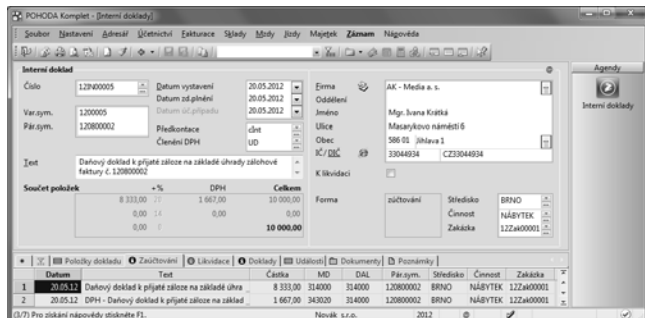 POHODA Komplet - [Interní doklady]
Soubor Nastavení Adresář Účetnictví Fakturace Sklady Mzdy Jízdy Majetek Záznam Nápověda
Interní doklad
Agendy
Interní doklady
Číslo 12IN00005 Datum vystavení 20.05.2012
Datum zd.plnění 20.05.2012
Var.sym. 1200005 Datum úč.případu 20.05.2012
Pár.sym. 120800002 Předkontace
Členění DPH UD
Text Daňový doklad k přijaté záloze na základě úhrady zálohové faktury č. 120800002
Firma AK - Media a. s.
Oddělení
Jméno Mgr. Ivana Krátká
Ulice Masarykovo náměstí 6
Obec 586 01 Jihlava 1
IČ/DIČ 33044934 CZ33044934
K likvidaci
Součet položek +% DPH Celkem
8 333,00 1 667,00 10 000,00
0,00 14 0,00 0,00
0,00 0,00
10 000,00
Forma zúčtování
Středisko BRNO
Činnost NÁBYTEK
Zakázka 12Zak00001
Položky dokladu Zaúčtování Likvidace Doklady Události Dokumenty Poznámky
Datum Text Částka MD DAL Pár.sym. Středisko Činnost Zakázka
1 20.05.12 Daňový doklad k přijaté záloze na základě úhra 8 333,00 314000 314000 120800002 BRNO NÁBYTEK 12Zak00001
2 20.05.12 DPH - Daňový doklad k přijaté záloze na základ 1 667,00 343020 314000 120800002 BRNO NÁBYTEK 12Zak00001
(3/7) Pro získání nápovědy stiskněte F1. Novák s.r.o. 2012 @